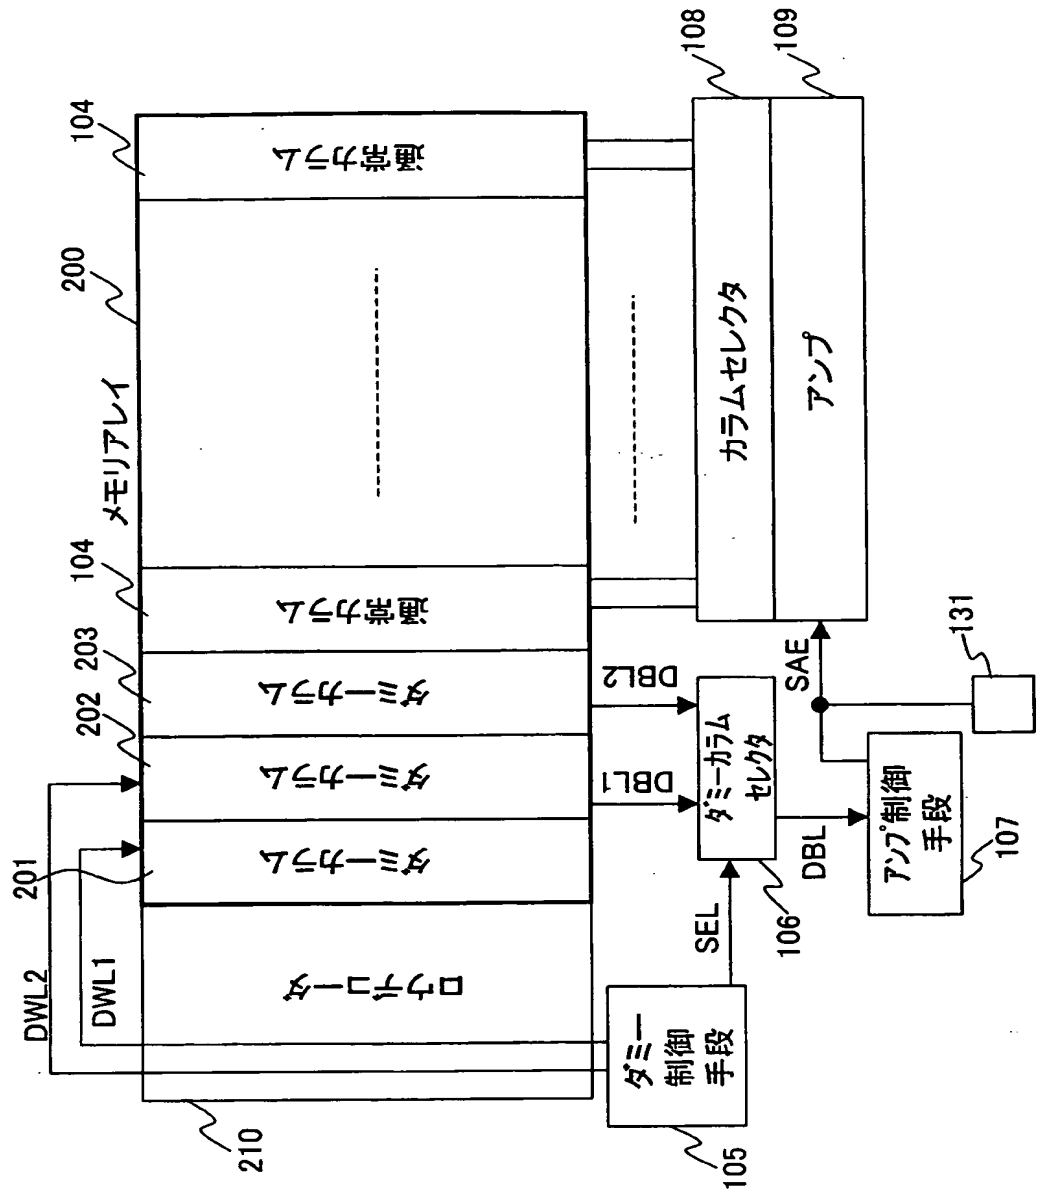 メモリアレイ
200
104
通常カラム
104
通常カラム
203
ダミーカラム
202
ダミーカラム
201
ダミーカラム
DWL2
DWL1
ロウデコーダ
210
DBL1
DBL2
108
カラムセレクタ
109
アンプ
ダミーカラム
セレクタ
106
SEL
DBL
SAE
131
アンプ制御
手段
107
ダミー
制御
手段
105